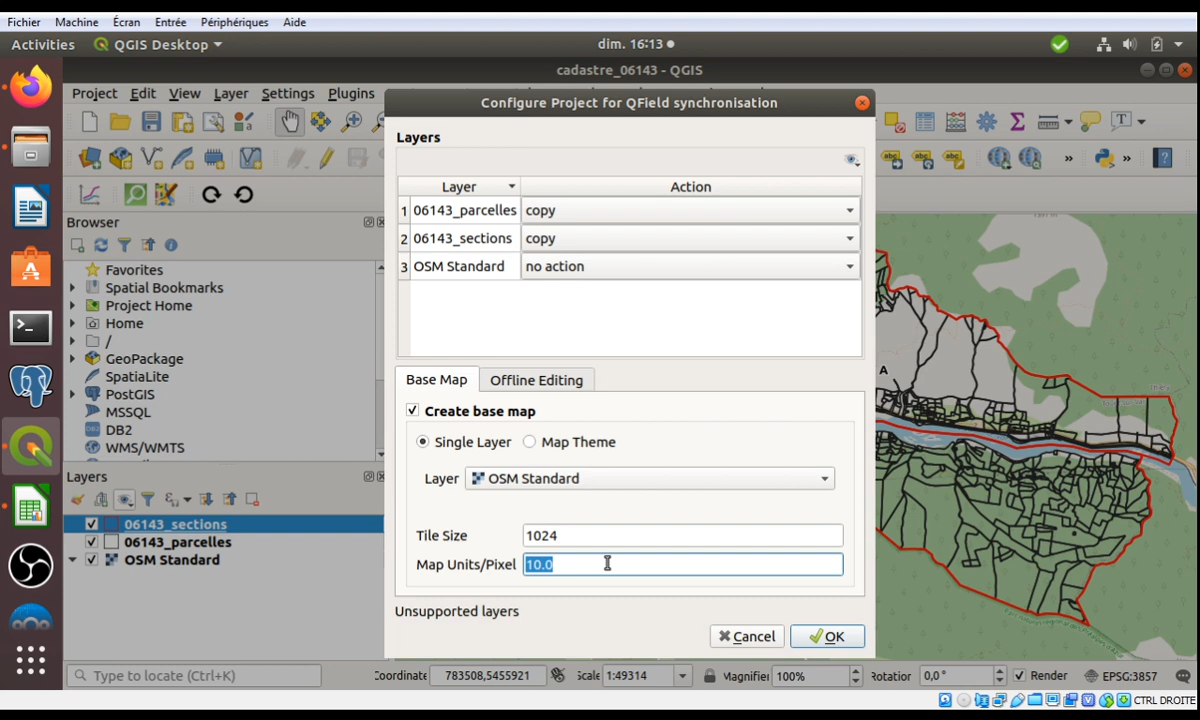 Fichier Machine Écran Entrée Périphériques Aide
Activities QGIS Desktop dim. 16:13
cadastre_06143 - QGIS
Project Edit View Layer Settings Plugins
Configure Project for QField synchronisation
Layers
Layer Action
1 06143_parcelles copy
2 06143_sections copy
3 OSM Standard no action
Browser
Favorites
Spatial Bookmarks
Project Home
Home
/
GeoPackage
SpatiaLite
PostGIS
MSSQL
DB2
WMS/WMTS
Base Map Offline Editing
Create base map
Single Layer Map Theme
Layer OSM Standard
Tile Size 1024
Map Units/Pixel 10.0
Unsupported layers
Cancel OK
A
Layers
06143_sections
06143_parcelles
OSM Standard
Type to locate (Ctrl+K)
Coordinate 783508,5455921 Scale 1:49314 Magnifier 100% Rotation 0,0° Render EPSG:3857
CTRL DROITE